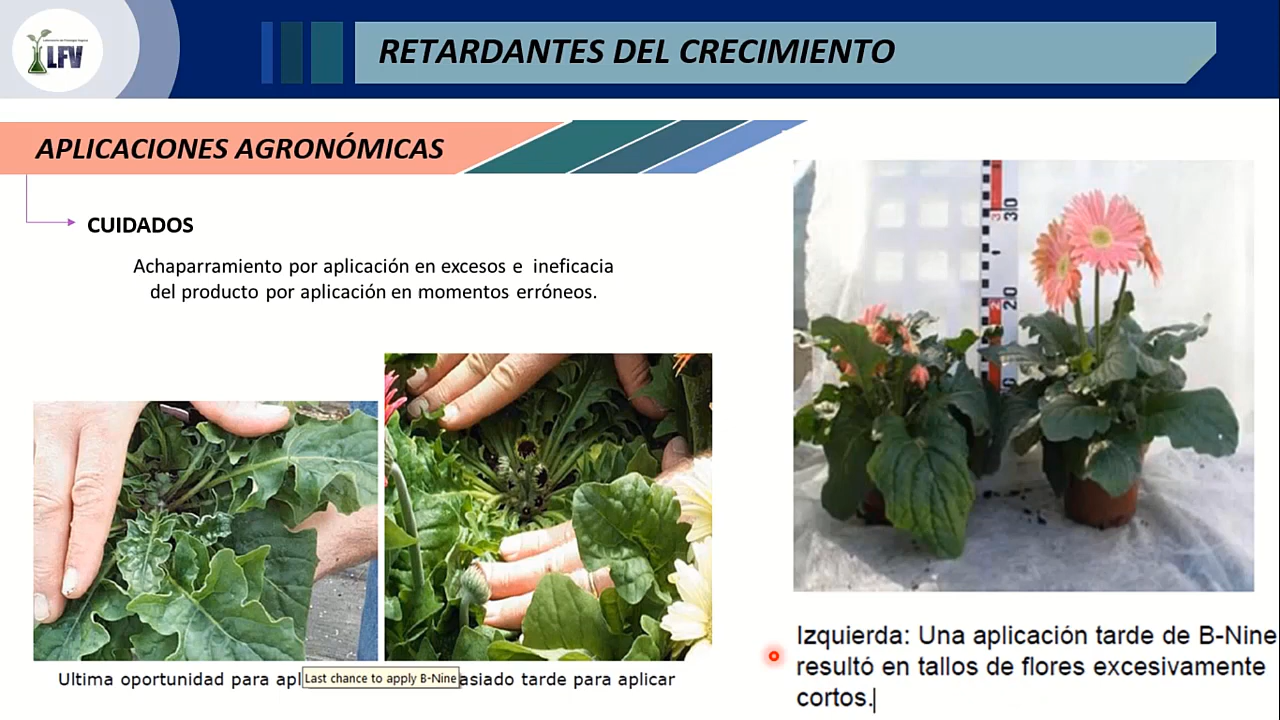 LFV
RETARDANTES DEL CRECIMIENTO
APLICACIONES AGRONÓMICAS
CUIDADOS
Achaparramiento por aplicación en excesos e ineficacia
del producto por aplicación en momentos erróneos.
30
20
Ultima oportunidad para apl
Last chance to apply B-Nine
asiado tarde para aplicar
Izquierda: Una aplicación tarde de B-Nine
resultó en tallos de flores excesivamente
cortos.